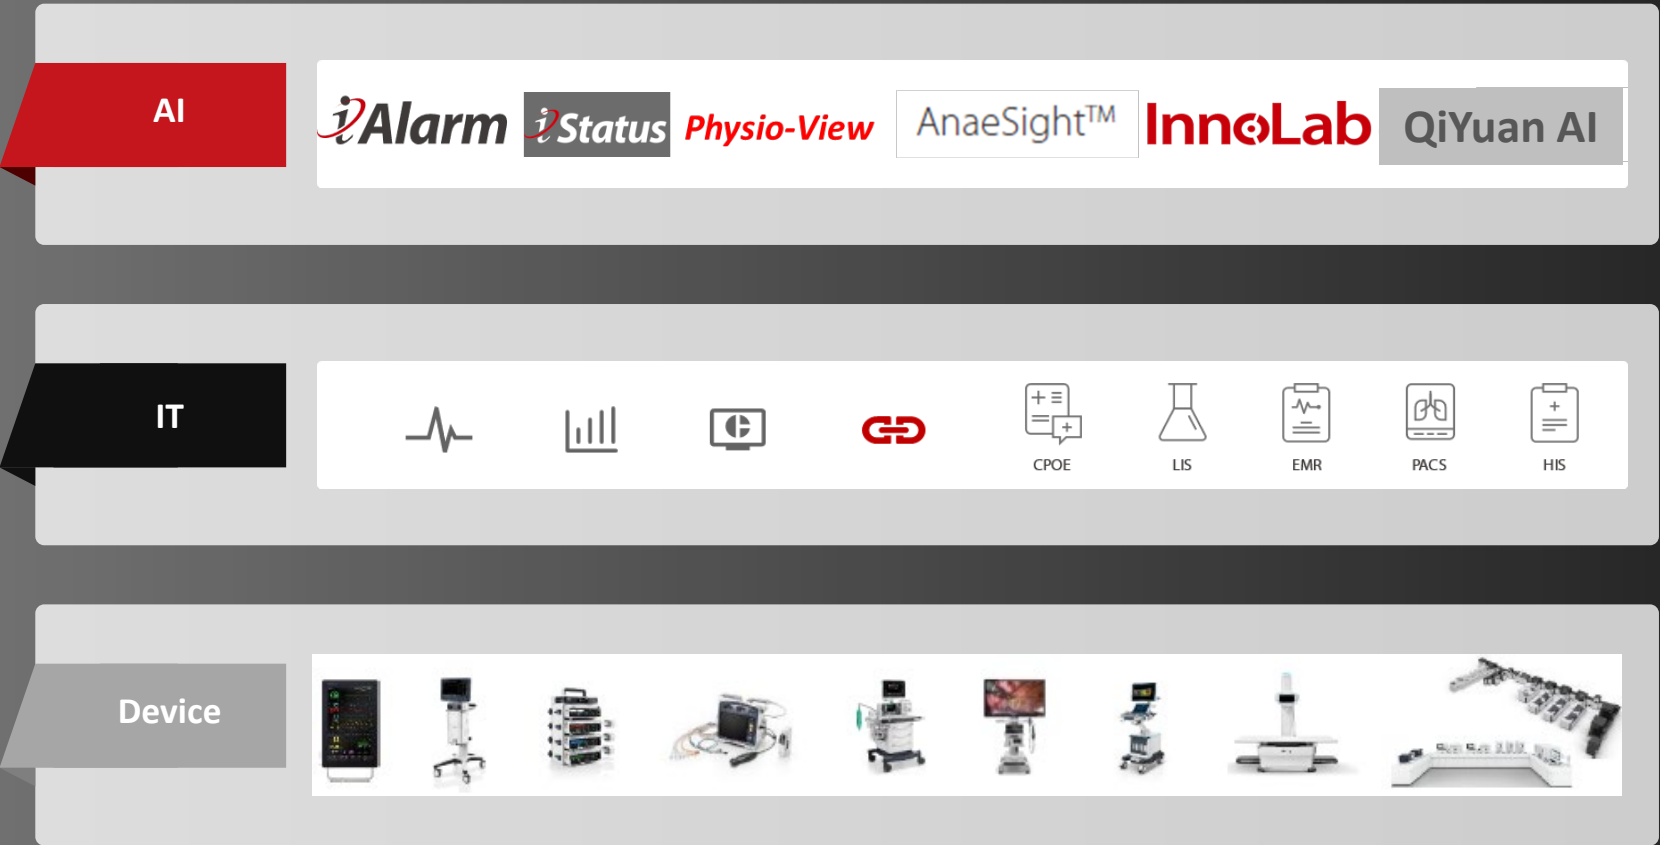 AI
iAlarm
iStatus
Physio-View
AnaeSight™
InnoLab
QiYuan AI
IT
CPOE
LIS
EMR
PACS
HIS
Device